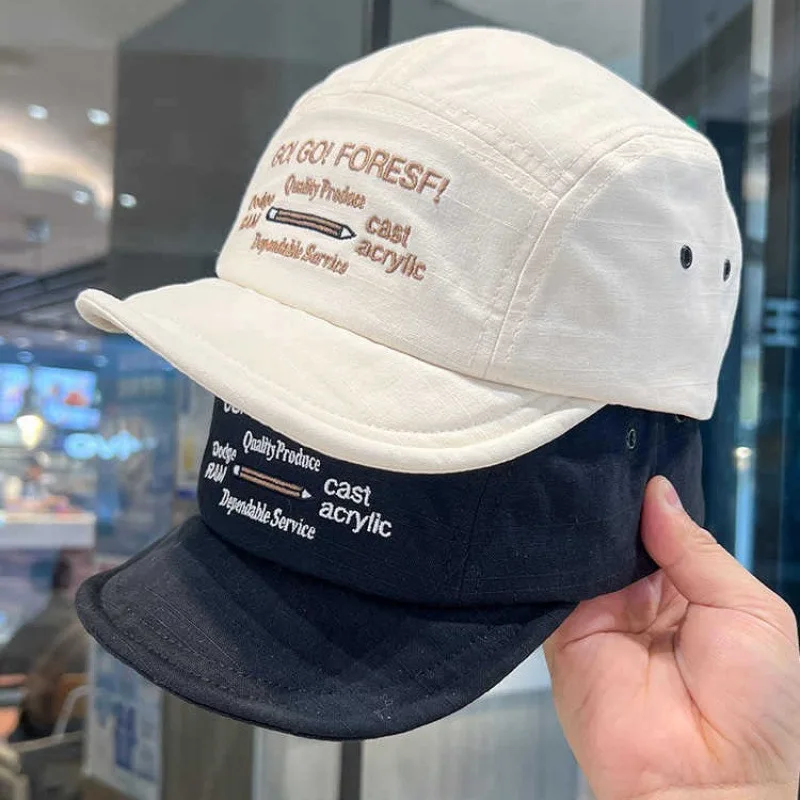 GO! GO! FORESF!
Quality Produce
Dodge
RAM
cast
acrylic
Dependable Service
Quality Produce
Dodge
RAM
cast
acrylic
Dependable Service